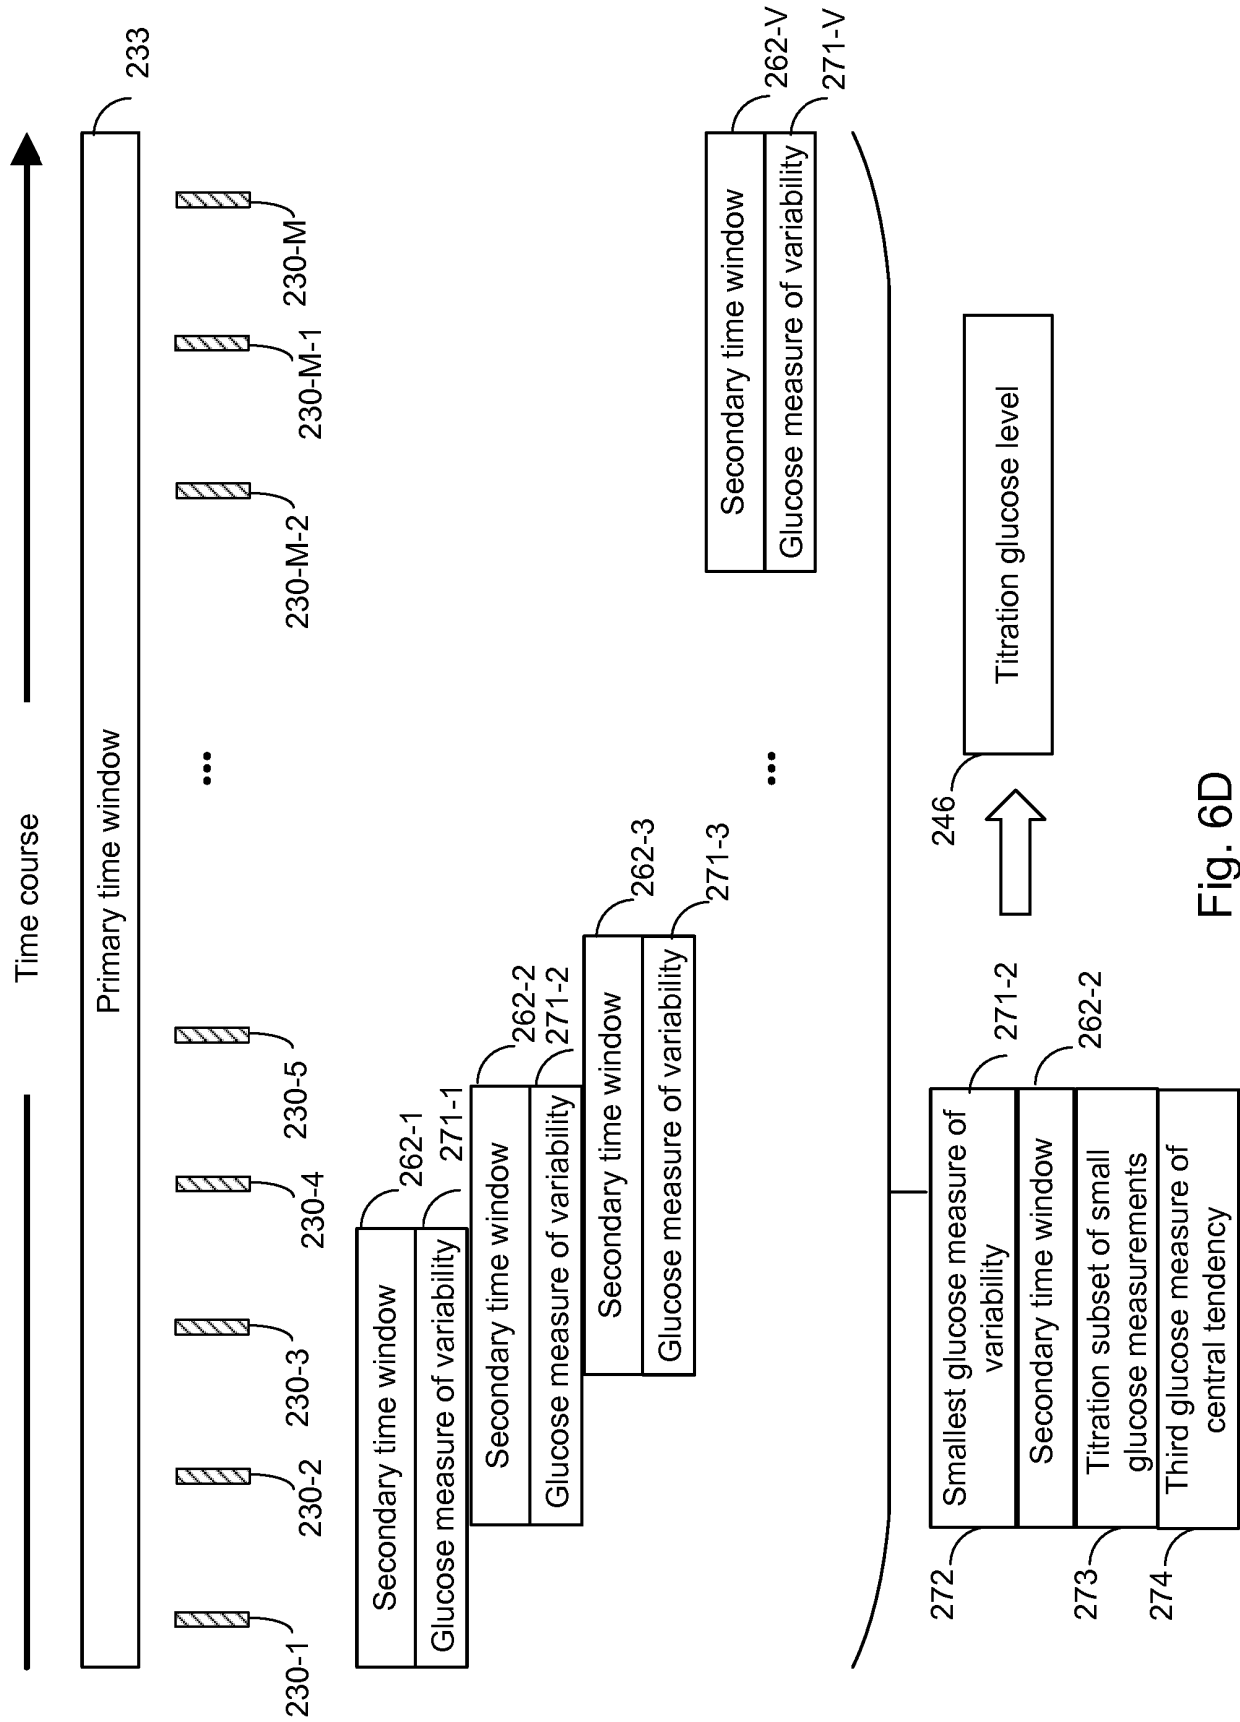 Time course
Primary time window
233
230-1
230-2
230-3
230-4
230-5
...
230-M-2
230-M-1
230-M
Secondary time window
262-1
Glucose measure of variability
271-1
Secondary time window
262-2
Glucose measure of variability
271-2
Secondary time window
262-3
Glucose measure of variability
271-3
...
Secondary time window
262-V
Glucose measure of variability
271-V
272
Smallest glucose measure of
variability
271-2
Secondary time window
262-2
273
Titration subset of small
glucose measurements
274
Third glucose measure of
central tendency
246
Titration glucose level
Fig. 6D